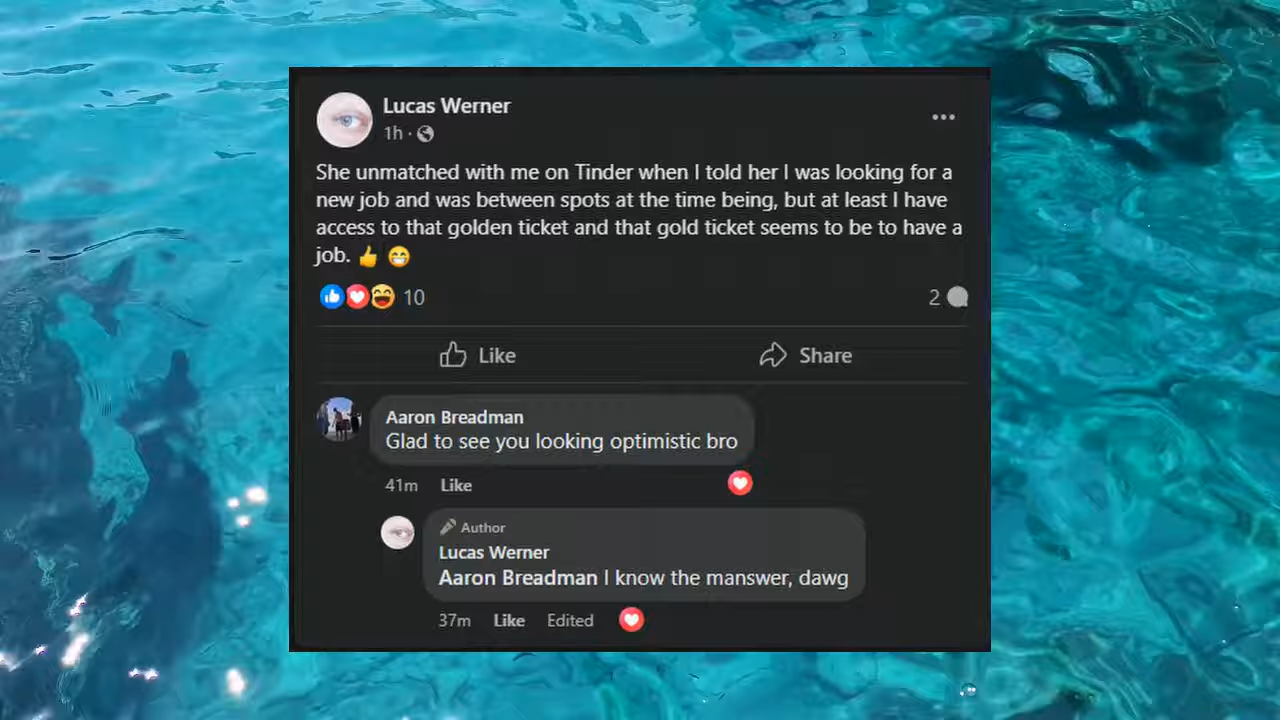 Lucas Werner
1h ·
She unmatched with me on Tinder when I told her I was looking for a
new job and was between spots at the time being, but at least I have
access to that golden ticket and that gold ticket seems to be to have a
job. 👍 😁
10
2
Like
Share
Aaron Breadman
Glad to see you looking optimistic bro
41m Like
Author
Lucas Werner
Aaron Breadman I know the manswer, dawg
37m Like Edited